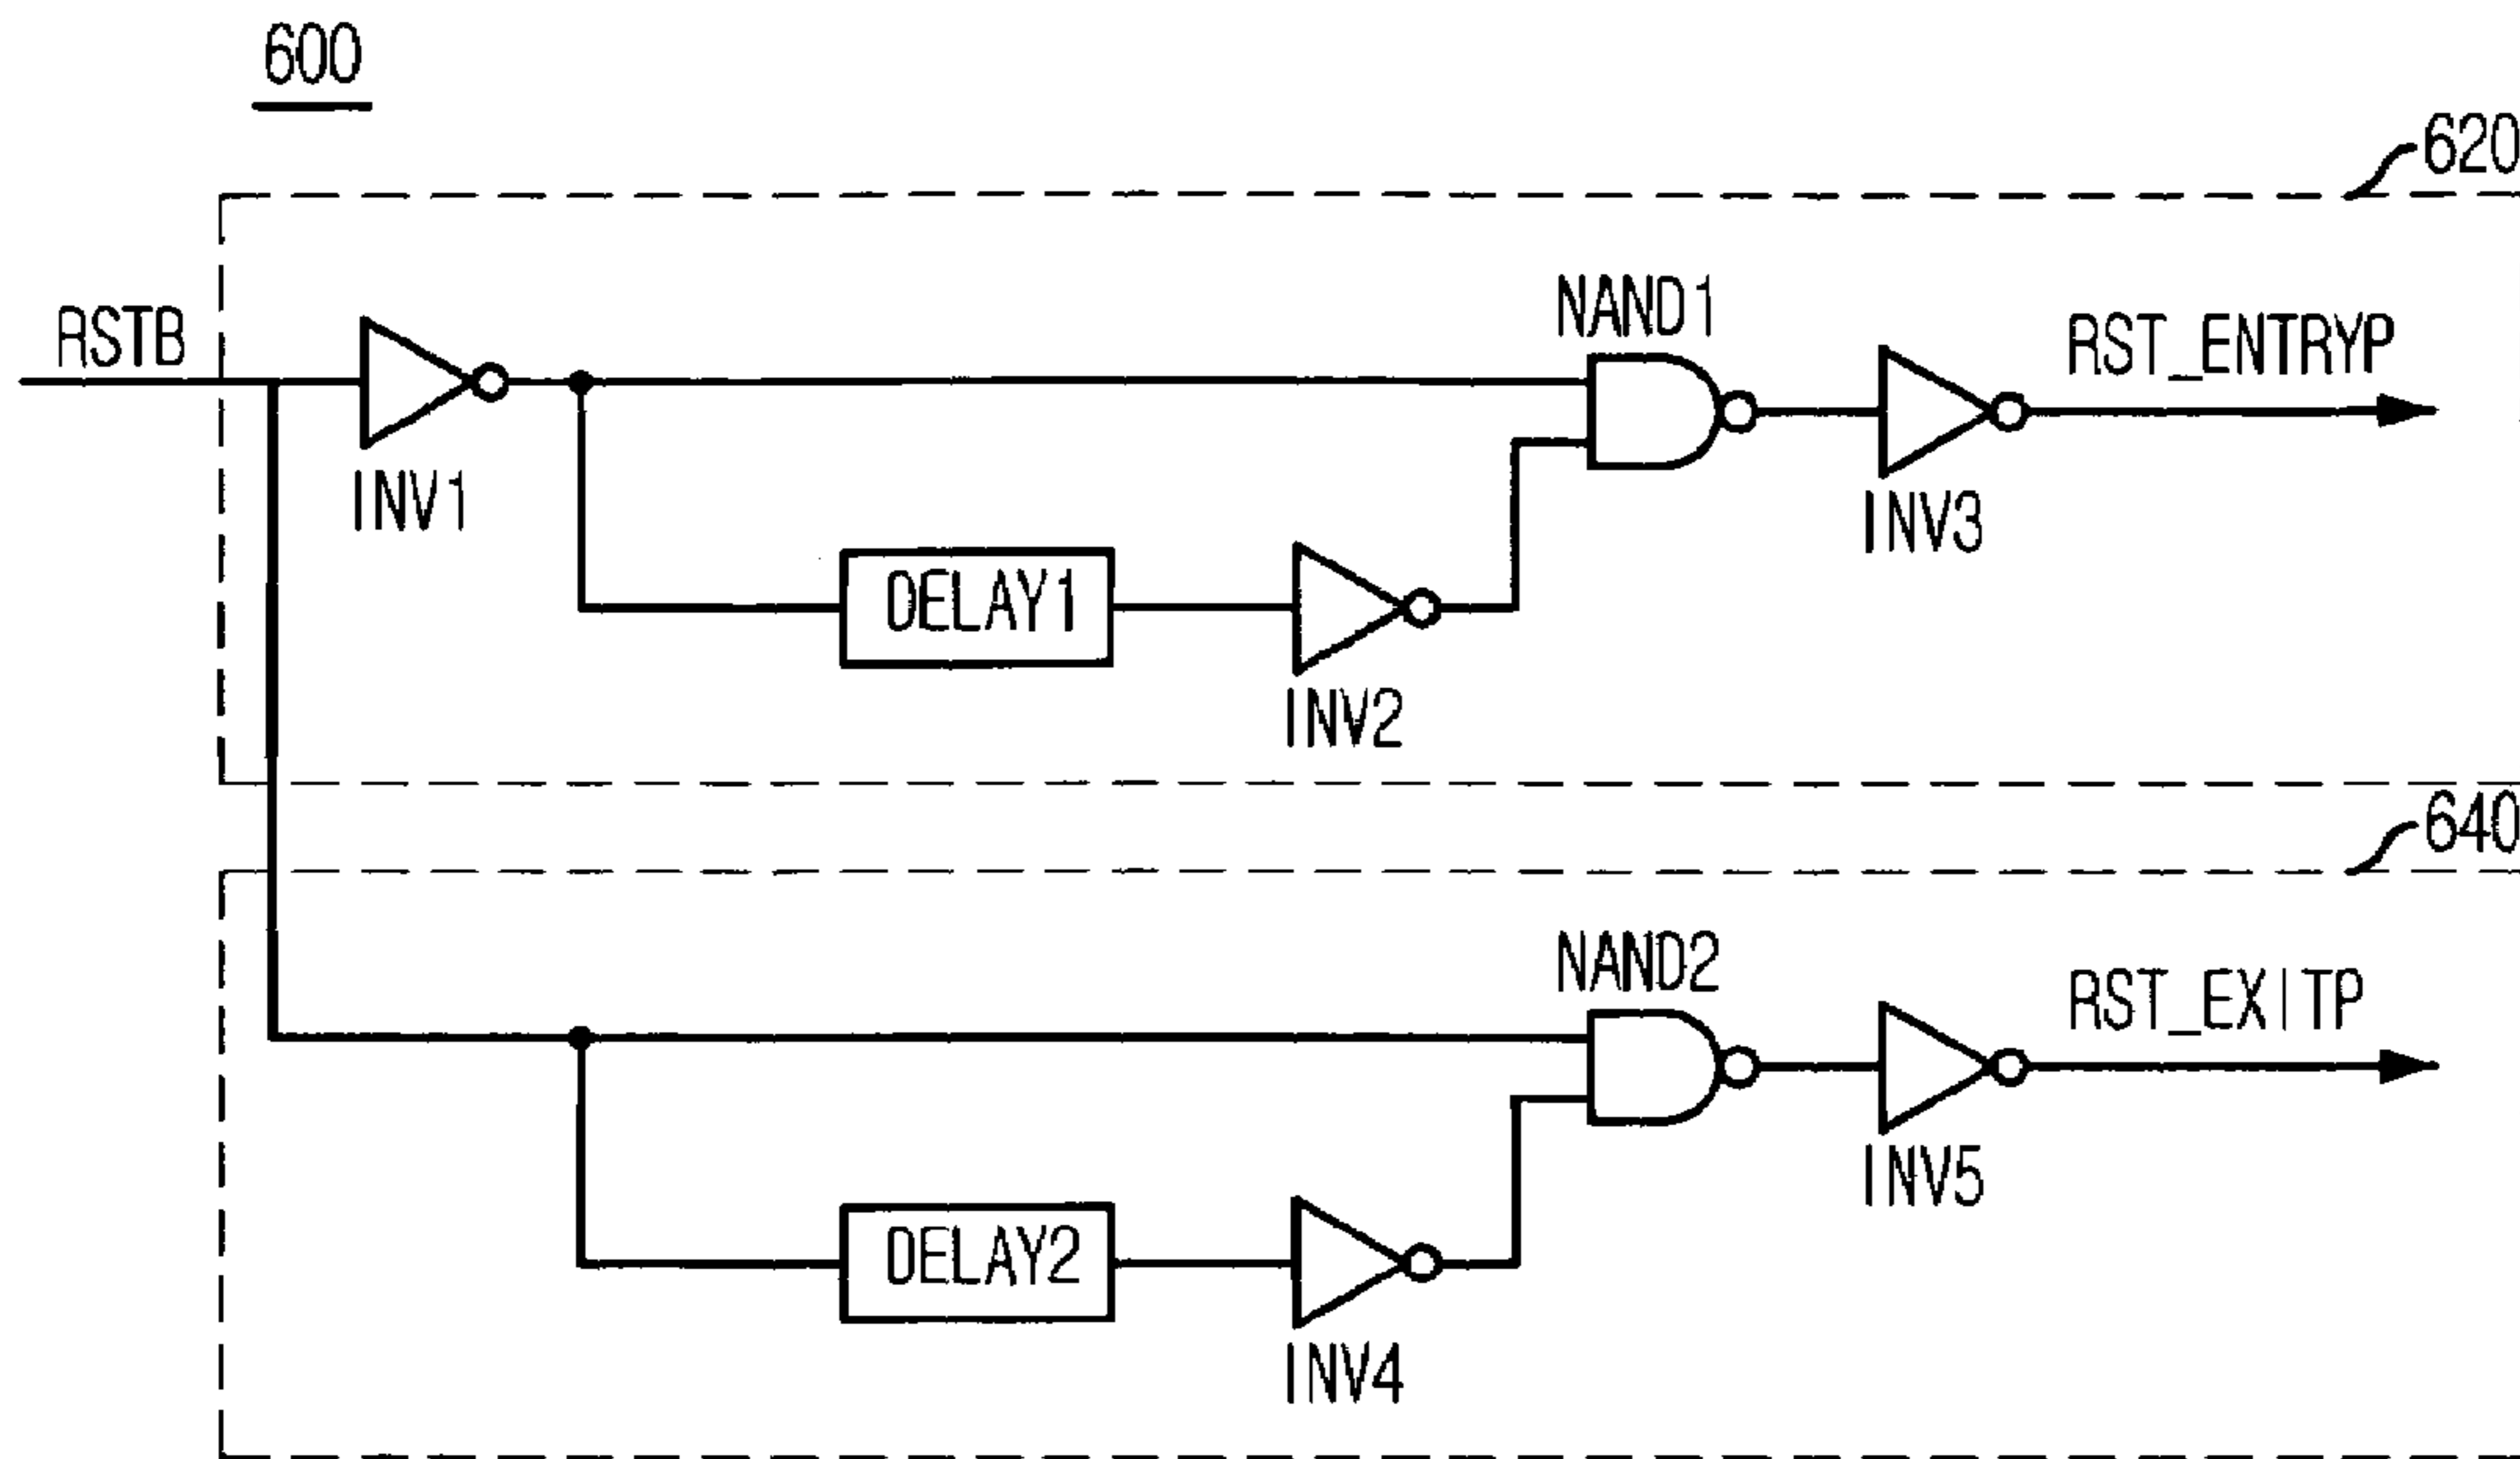 600
620
RSTB
INV1
NAND1
RST_ENTRYP
INV3
DELAY1
INV2
640
NAND2
RST_EXITP
INV5
DELAY2
INV4